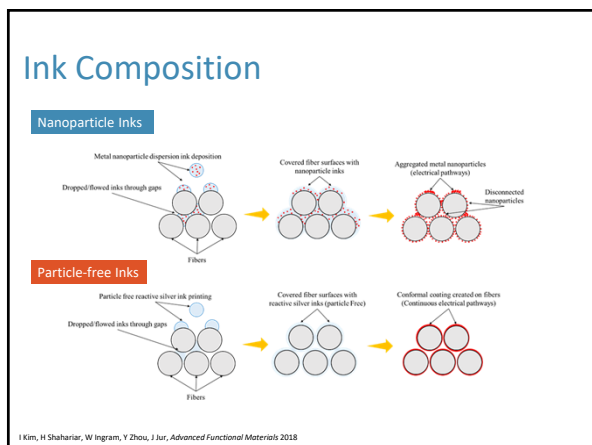 Ink Composition
Nanoparticle Inks
Metal nanoparticle dispersion ink deposition
Dropped/flowed inks through gaps
Fibers
Covered fiber surfaces with
nanoparticle inks
Aggregated metal nanoparticles
(electrical pathways)
Disconnected
nanoparticles
Particle-free Inks
Particle free reactive silver ink printing
Dropped/flowed inks through gaps
Fibers
Covered fiber surfaces with
reactive silver inks (particle Free)
Conformal coating created on fibers
(Continuous electrical pathways)
I Kim, H Shahariar, W Ingram, Y Zhou, J Jur, Advanced Functional Materials 2018